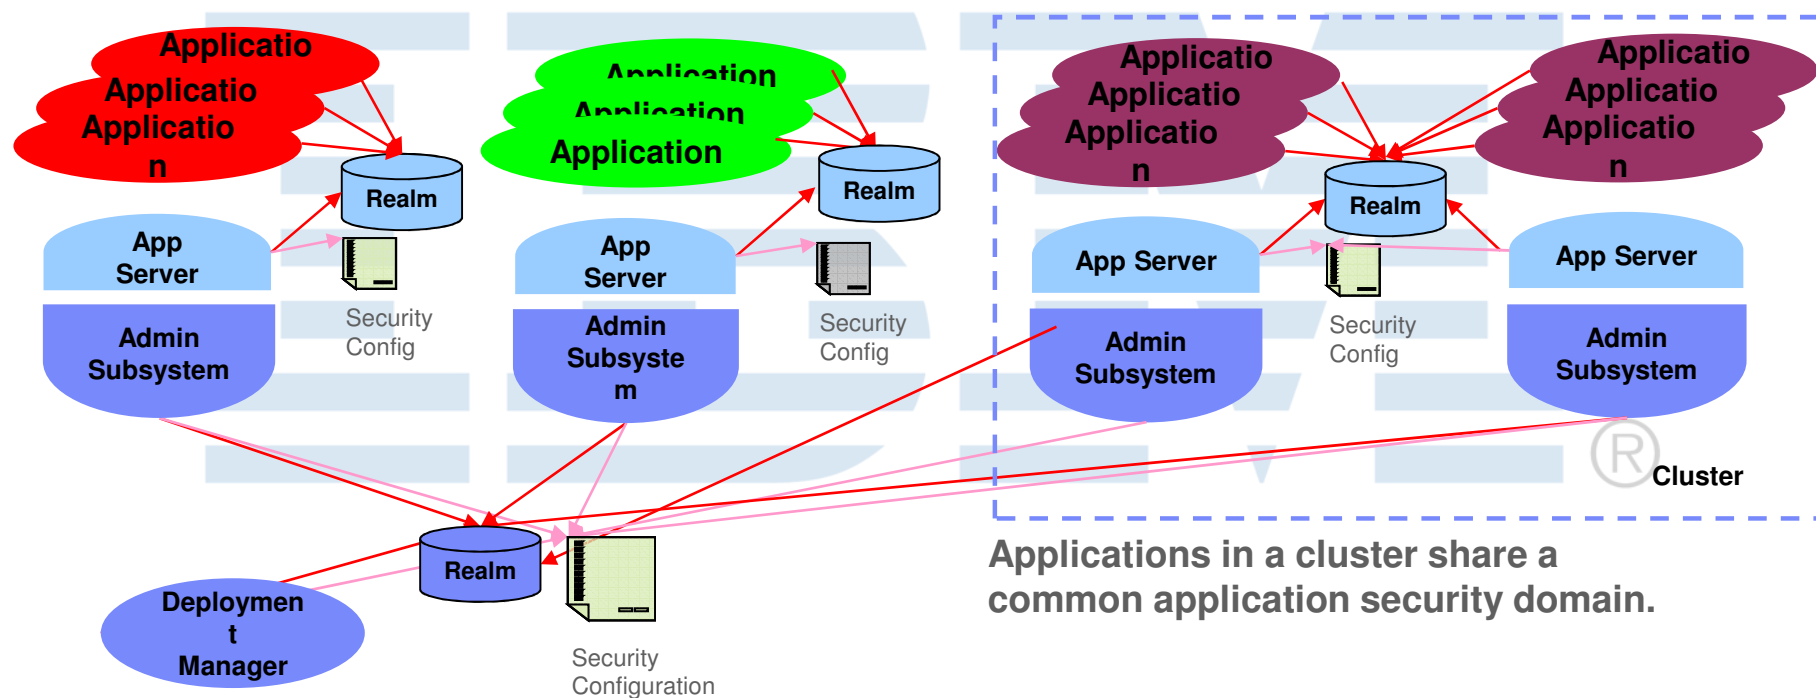 Applicatio
Applicatio
Applicatio
n
Realm
App
Server
Security
Config
Admin
Subsystem
Application
Application
Application
Realm
App
Server
Security
Config
Admin
Subsyste
m
Applicatio
Applicatio
Applicatio
n
Applicatio
Applicatio
Applicatio
n
Realm
App Server
App Server
Security
Config
Admin
Subsystem
Admin
Subsystem
®
Cluster
Realm
Deploymen
t
Manager
Security
Configuration
Applications in a cluster share a
common application security domain.